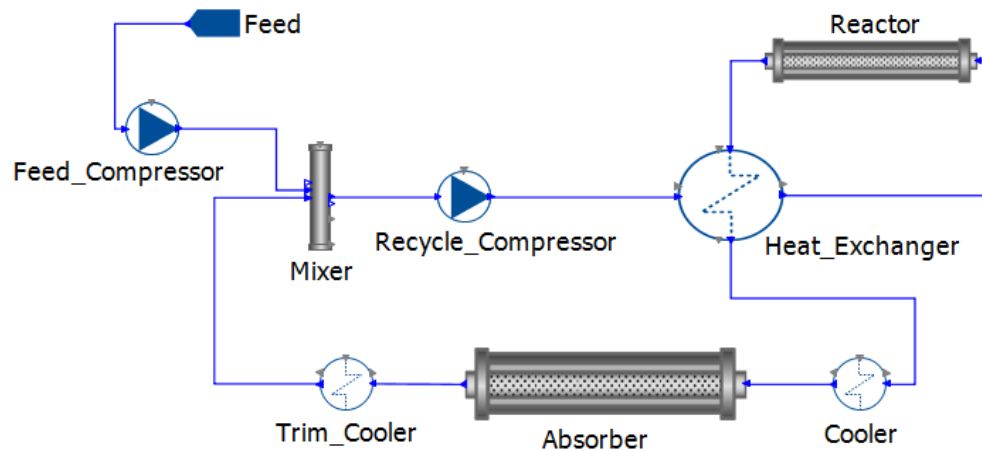 Feed
Reactor
Feed_Compressor
Recycle_Compressor
Heat_Exchanger
Mixer
Trim_Cooler
Absorber
Cooler